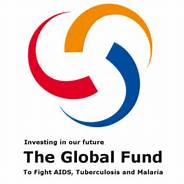 Investing in our future
The Global Fund
To Fight AIDS, Tuberculosis and Malaria